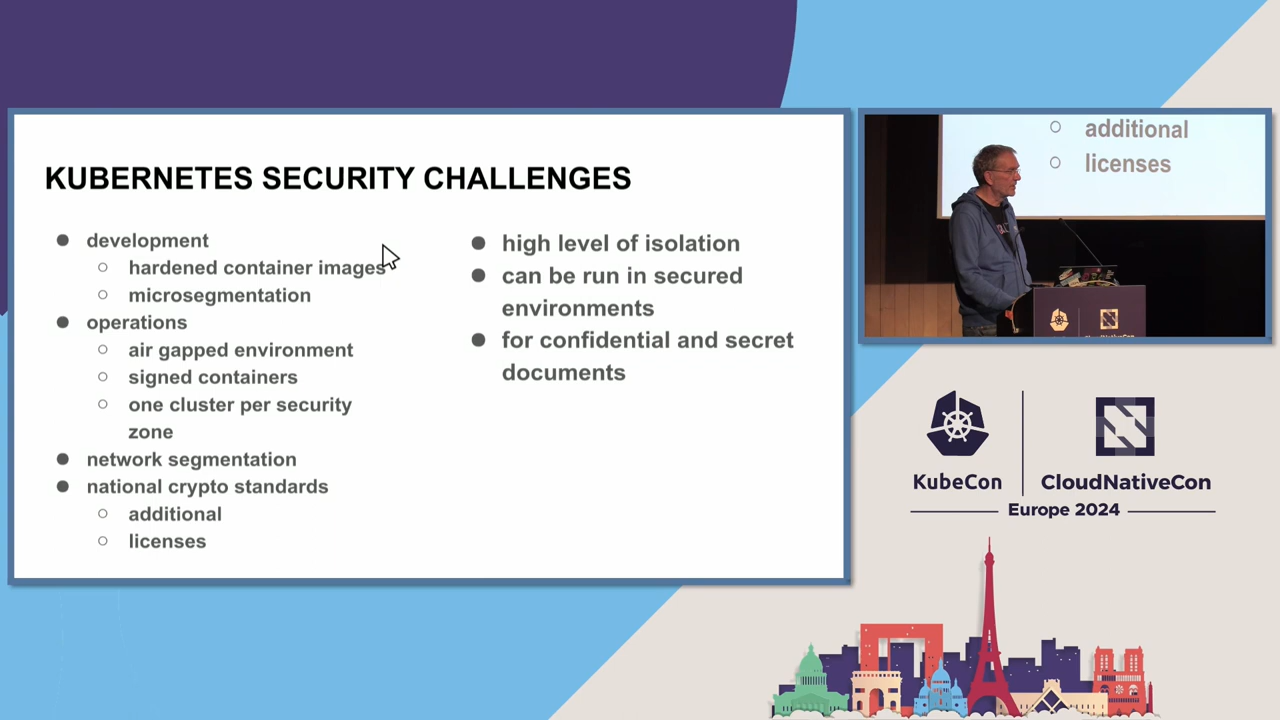 KUBERNETES SECURITY CHALLENGES
● development
○ hardened container images
○ microsegmentation
● operations
○ air gapped environment
○ signed containers
○ one cluster per security
zone
● network segmentation
● national crypto standards
○ additional
○ licenses
● high level of isolation
● can be run in secured
environments
● for confidential and secret
documents
○ additional
○ licenses
KubeCon
CloudNativeCon
Europe 2024